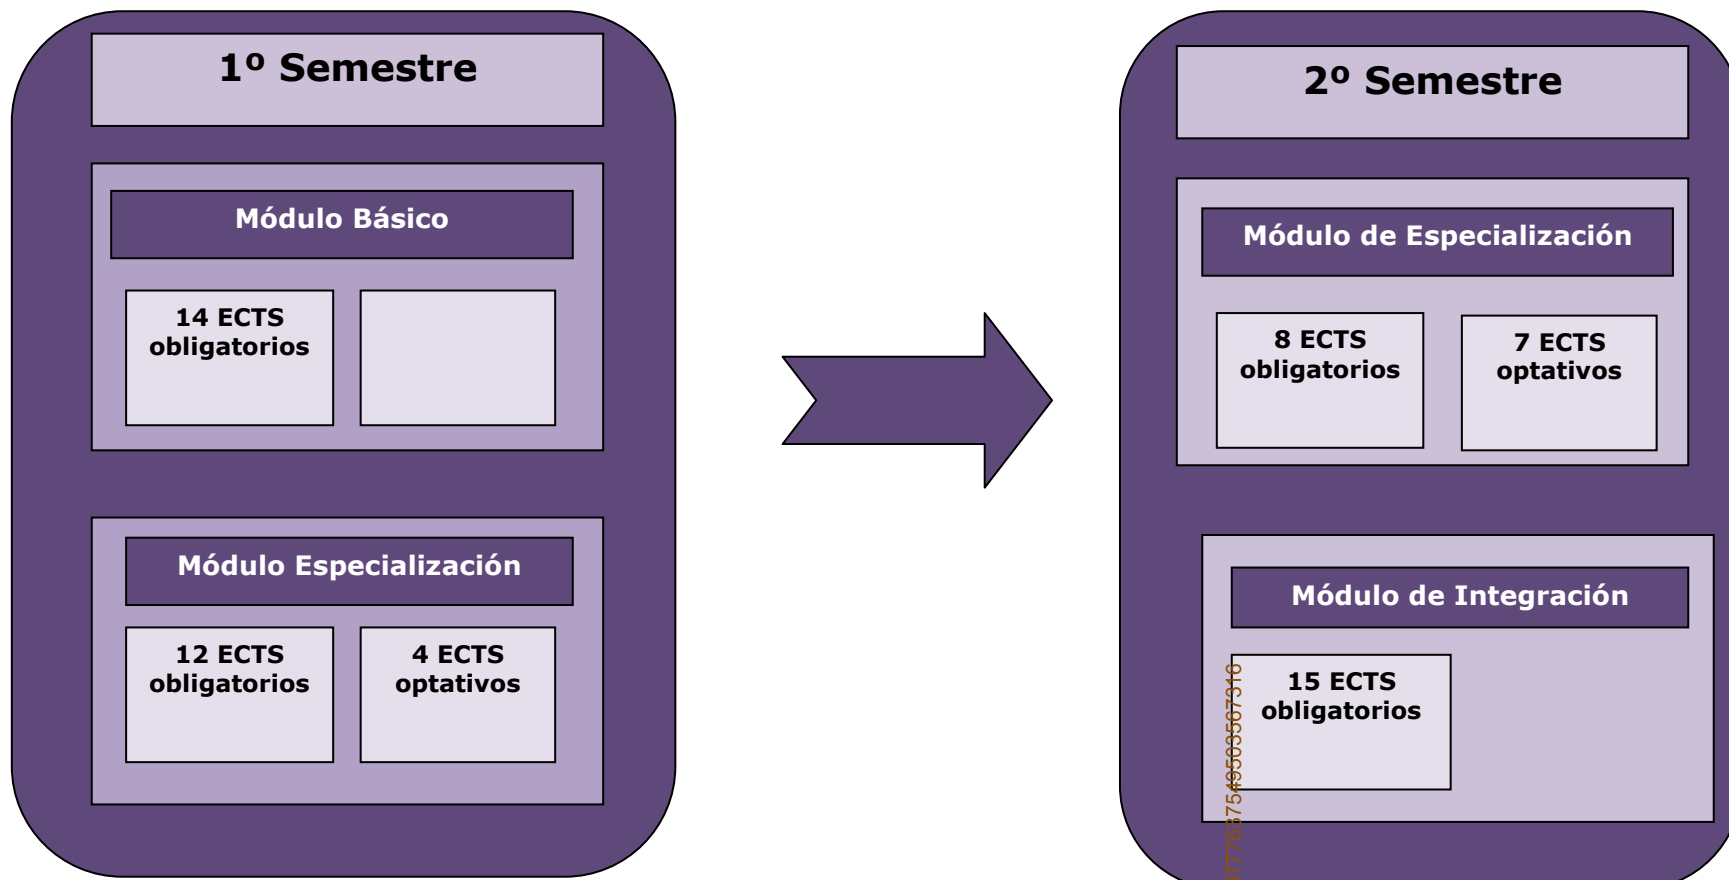 1º Semestre
Módulo Básico
14 ECTS
obligatorios
Módulo Especialización
12 ECTS
obligatorios
4 ECTS
optativos
2º Semestre
Módulo de Especialización
8 ECTS
obligatorios
7 ECTS
optativos
Módulo de Integración
15 ECTS
obligatorios